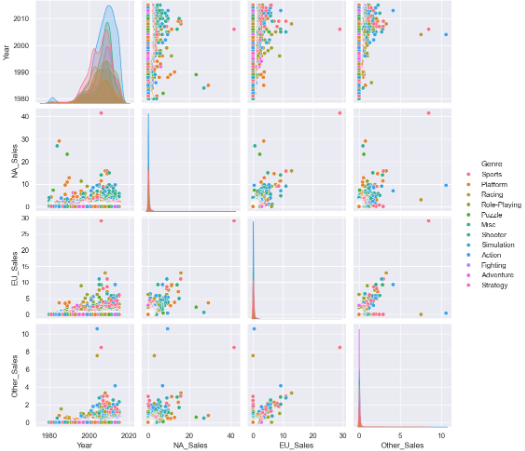 Year
2010
2000
1990
1980
NA_Sales
40
30
20
10
0
EU_Sales
30
25
20
15
10
5
0
Other_Sales
10
8
6
4
2
0
1980 2000 2020
Year
0 20 40
NA_Sales
0 10 20 30
EU_Sales
0 5 10
Other_Sales
Genre
Sports
Platform
Racing
Role-Playing
Puzzle
Misc
Shooter
Simulation
Action
Fighting
Adventure
Strategy